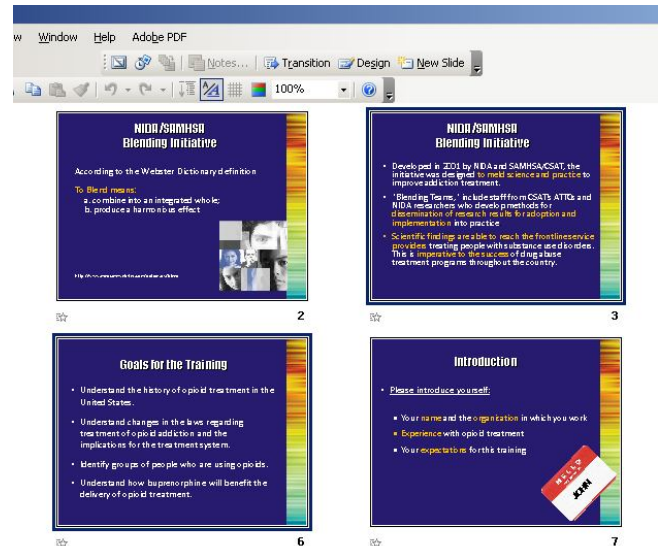 w Window Help Adobe PDF
Notes... Transition Design New Slide
100%
NIDA/SAMHSA
Blending Initiative
According to the Webster Dictionary definition
To Blend means:
a. combine into an integrated whole;
b. produce a harmonious effect
2
NIDA/SAMHSA
Blending Initiative
• Developed in 2001 by NIDA and SAMHSA/CSAT, the
initiative was designed to meld science and practice to
improve addiction treatment.
• "Blending Teams," include staff from CSAT's ATTCs and
NIDA researchers who develop methods for
dissemination of research results for adoption and
implementation into practice
• Scientific findings are able to reach the frontline service
providers treating people with substance use disorders.
This is imperative to the success of drug abuse
treatment programs throughout the country.
3
Goals for the Training
• Understand the history of opioid treatment in the
United States.
• Understand changes in the laws regarding
treatment of opioid addiction and the
implications for the treatment system.
• Identify groups of people who are using opioids.
• Understand how buprenorphine will benefit the
delivery of opioid treatment.
6
Introduction
• Please introduce yourself:
Your name and the organization in which you work
Experience with opioid treatment
Your expectations for this training
HELLO
JOHN
7